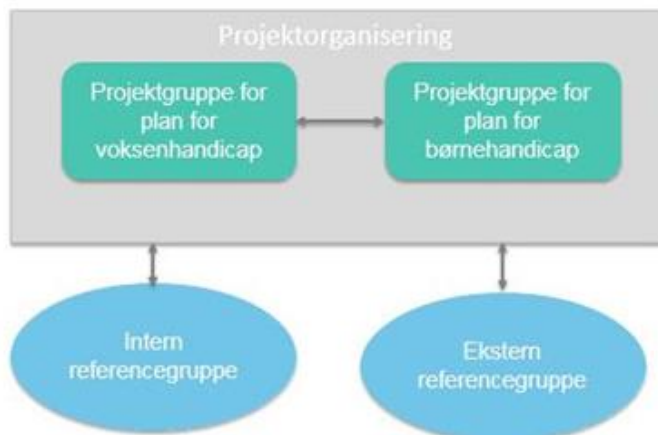 Projektorganisering
Projektgruppe for
plan for
voksenhandicap
Projektgruppe for
plan for
børnehandicap
Intern
referencegruppe
Ekstern
referencegruppe